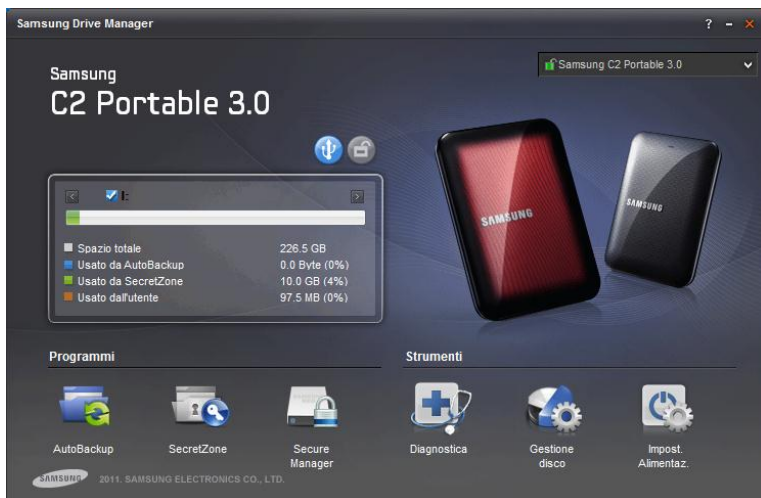 Samsung Drive Manager
? - ×
Samsung C2 Portable 3.0
Samsung
C2 Portable 3.0
I:
Spazio totale 226.5 GB
Usato da AutoBackup 0.0 Byte (0%)
Usato da SecretZone 10.0 GB (4%)
Usato dall'utente 97.5 MB (0%)
SAMSUNG
SAMSUNG
Programmi
Strumenti
AutoBackup
SecretZone
Secure
Manager
Diagnostica
Gestione
disco
Impost.
Alimentaz.
SAMSUNG 2011. SAMSUNG ELECTRONICS CO., LTD.